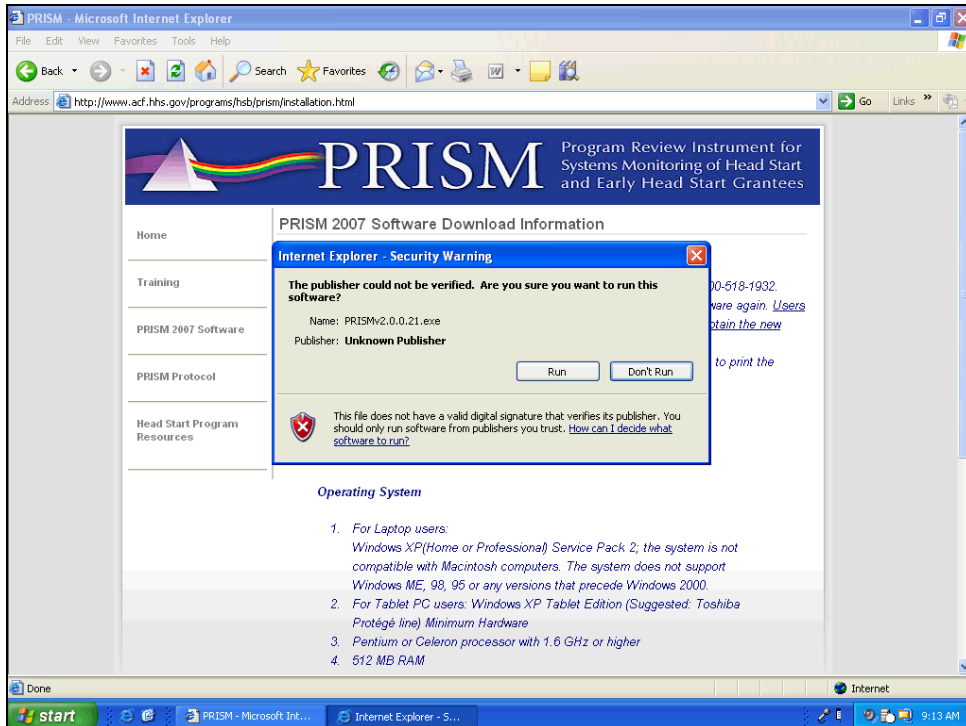 PRISM - Microsoft Internet Explorer
File Edit View Favorites Tools Help
Back Search Favorites
Address http://www.acf.hhs.gov/programs/hsb/prism/installation.html Go Links »
PRISM
Program Review Instrument for
Systems Monitoring of Head Start
and Early Head Start Grantees
Home
Training
PRISM 2007 Software
PRISM Protocol
Head Start Program
Resources
PRISM 2007 Software Download Information
00-518-1932.
ware again. Users
obtain the new
to print the
Internet Explorer - Security Warning
The publisher could not be verified. Are you sure you want to run this
software?
Name: PRISMv2.0.0.21.exe
Publisher: Unknown Publisher
Run Don't Run
This file does not have a valid digital signature that verifies its publisher. You
should only run software from publishers you trust. How can I decide what
software to run?
Operating System
1. For Laptop users:
Windows XP(Home or Professional) Service Pack 2; the system is not
compatible with Macintosh computers. The system does not support
Windows ME, 98, 95 or any versions that precede Windows 2000.
2. For Tablet PC users: Windows XP Tablet Edition (Suggested: Toshiba
Protégé line) Minimum Hardware
3. Pentium or Celeron processor with 1.6 GHz or higher
4. 512 MB RAM
Done Internet
start PRISM - Microsoft Int... Internet Explorer - S... 9:13 AM